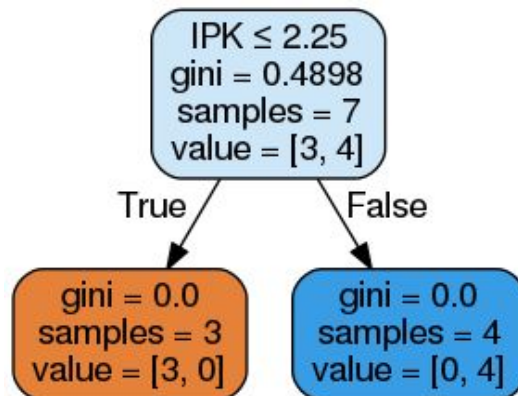 IPK ≤ 2.25
gini = 0.4898
samples = 7
value = [3, 4]
True
False
gini = 0.0
samples = 3
value = [3, 0]
gini = 0.0
samples = 4
value = [0, 4]